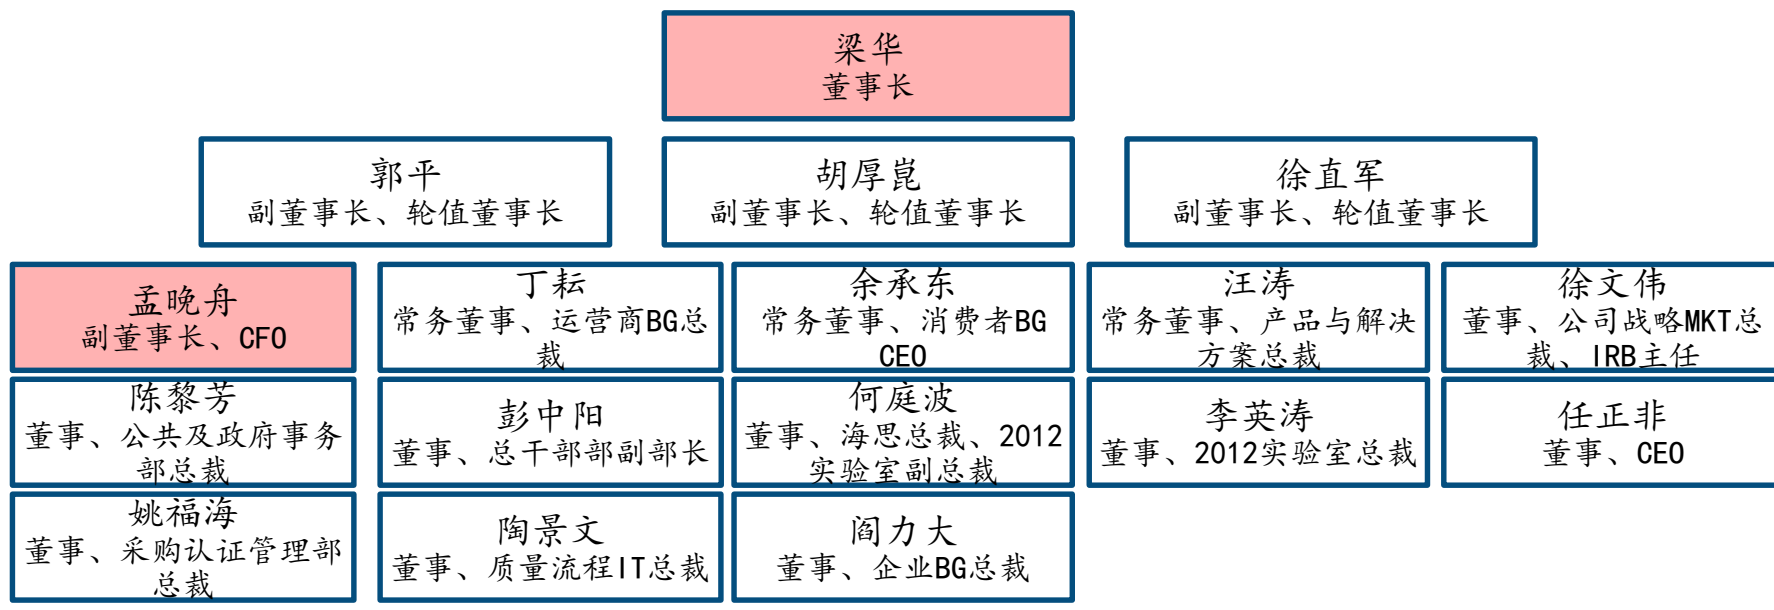 梁华
董事长
郭平
副董事长、轮值董事长
胡厚崑
副董事长、轮值董事长
徐直军
副董事长、轮值董事长
孟晚舟
副董事长、CFO
丁耘
常务董事、运营商BG总
裁
余承东
常务董事、消费者BG
CEO
汪涛
常务董事、产品与解决
方案总裁
徐文伟
董事、公司战略MKT总
裁、IRB主任
陈黎芳
董事、公共及政府事务
部总裁
彭中阳
董事、总干部部副部长
何庭波
董事、海思总裁、2012
实验室副总裁
李英涛
董事、2012实验室总裁
任正非
董事、CEO
姚福海
董事、采购认证管理部
总裁
陶景文
董事、质量流程IT总裁
阎力大
董事、企业BG总裁